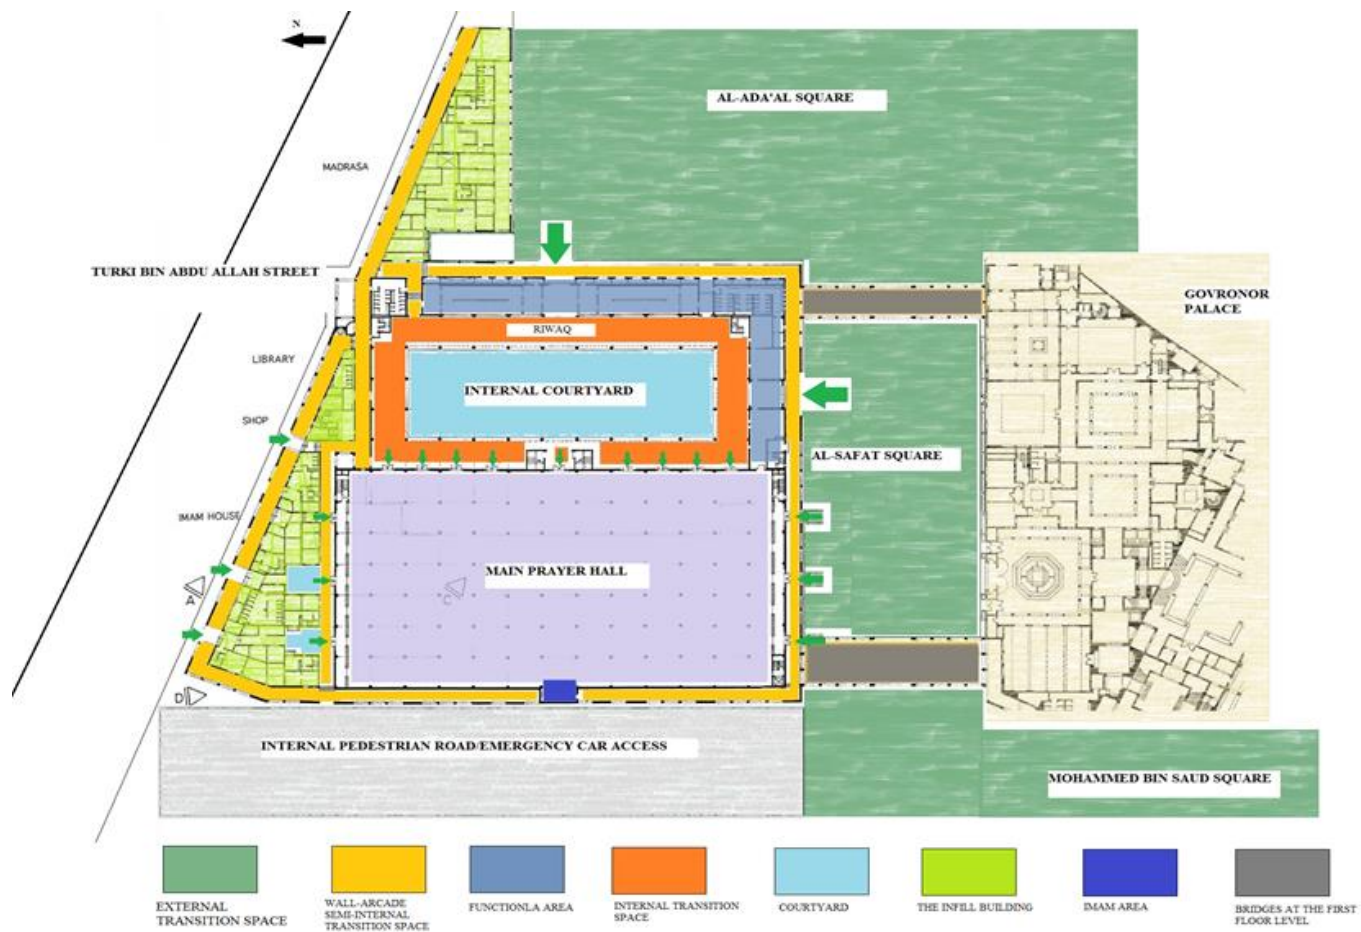 N
AL-ADA'AL SQUARE
MADRASA
TURKI BIN ABDU ALLAH STREET
GOVRONOR
PALACE
RIWAQ
LIBRARY
INTERNAL COURTYARD
SHOP
AL-SAFAT SQUARE
IMAM HOUSE
MAIN PRAYER HALL
A
C
D
INTERNAL PEDESTRIAN ROAD/EMERGENCY CAR ACCESS
MOHAMMED BIN SAUD SQUARE
EXTERNAL
TRANSITION SPACE
WALL-ARCADE
SEMI-INTERNAL
TRANSITION SPACE
FUNCTIONLA AREA
INTERNAL TRANSITION
SPACE
COURTYARD
THE INFILL BUILDING
IMAM AREA
BRIDGES AT THE FIRST
FLOOR LEVEL